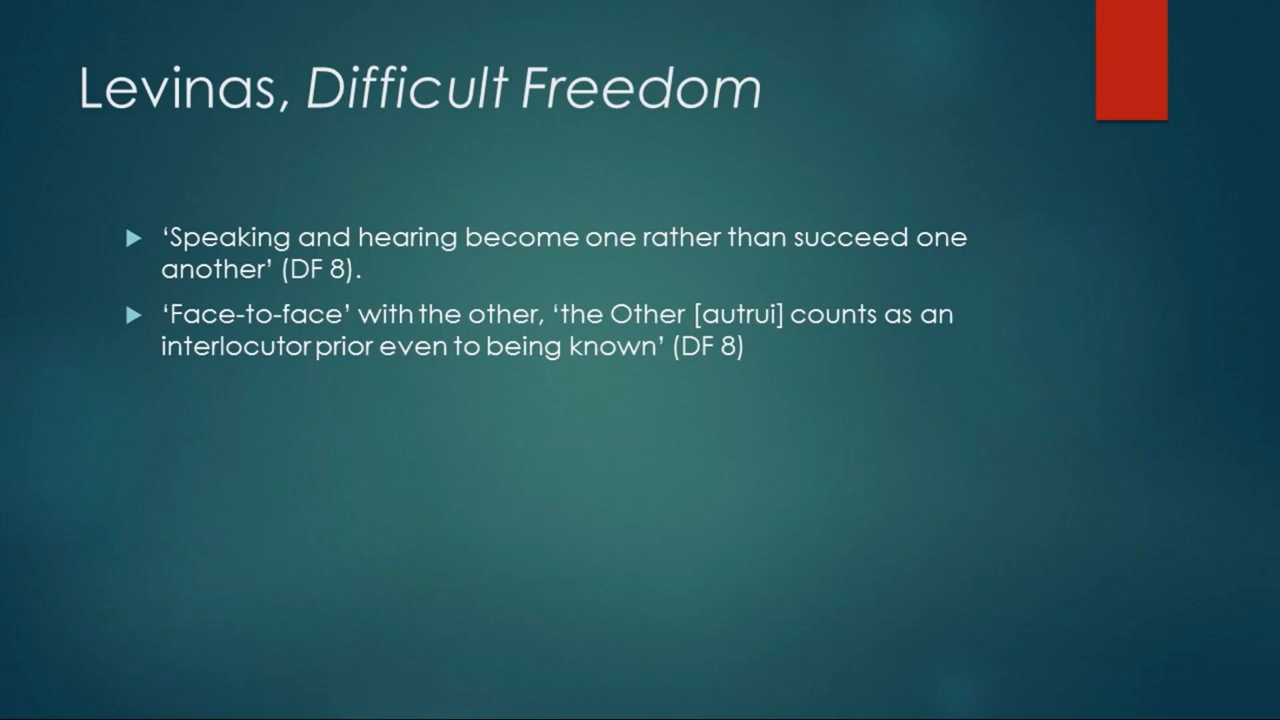 Levinas, Difficult Freedom
‘Speaking and hearing become one rather than succeed one
another’ (DF 8).
‘Face-to-face’ with the other, ‘the Other [autrui] counts as an
interlocutor prior even to being known’ (DF 8)